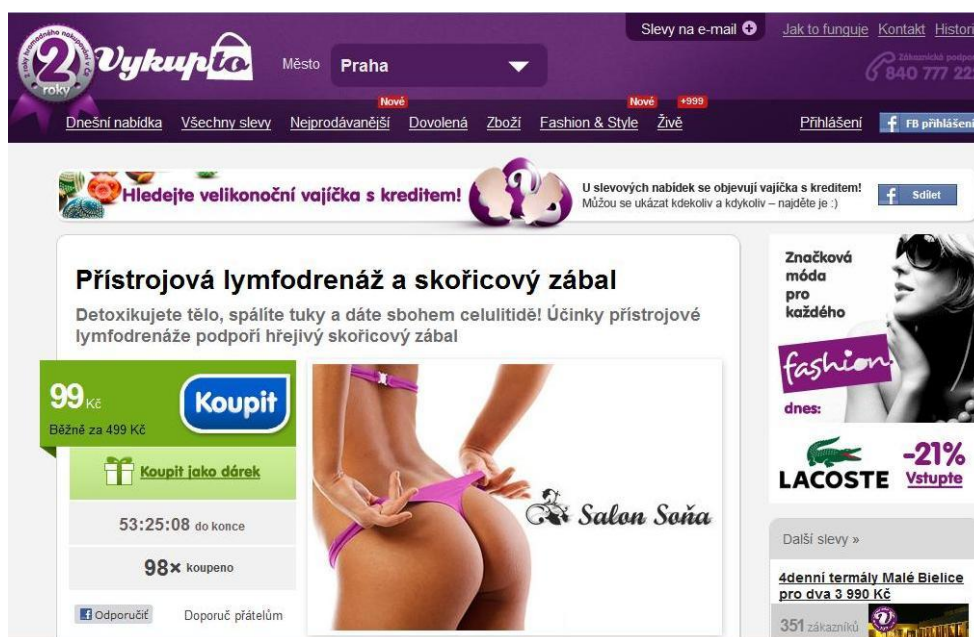 Slevy na e-mail
Jak to funguje Kontakt Histori
2
roky
Vykupto
Město Praha
Zákaznická podpor
840 777 22
Nové Nové +999
Dnešní nabídka Všechny slevy Nejprodávanější Dovolená Zboží Fashion & Style Živě Přihlášení FB přihlášení
Hledejte velikonoční vajíčka s kreditem!
U slevových nabídek se objevují vajíčka s kreditem!
Můžou se ukázat kdekoliv a kdykoliv – najděte je :)
Sdílet
Přístrojová lymfodrenáž a skořicový zábal
Detoxikujete tělo, spálíte tuky a dáte sbohem celulitidě! Účinky přístrojové
lymfodrenáže podpoří hřejivý skořicový zábal
99 Kč
Běžně za 499 Kč
Koupit
Koupit jako dárek
53:25:08 do konce
98× koupeno
Odporučiť Doporuč přátelům
Salon Soňa
Značková
móda
pro
každého
fashion
dnes:
LACOSTE
-21%
Vstupte
Další slevy »
4denní termály Malé Bielice
pro dva 3 990 Kč
351 zákazníků